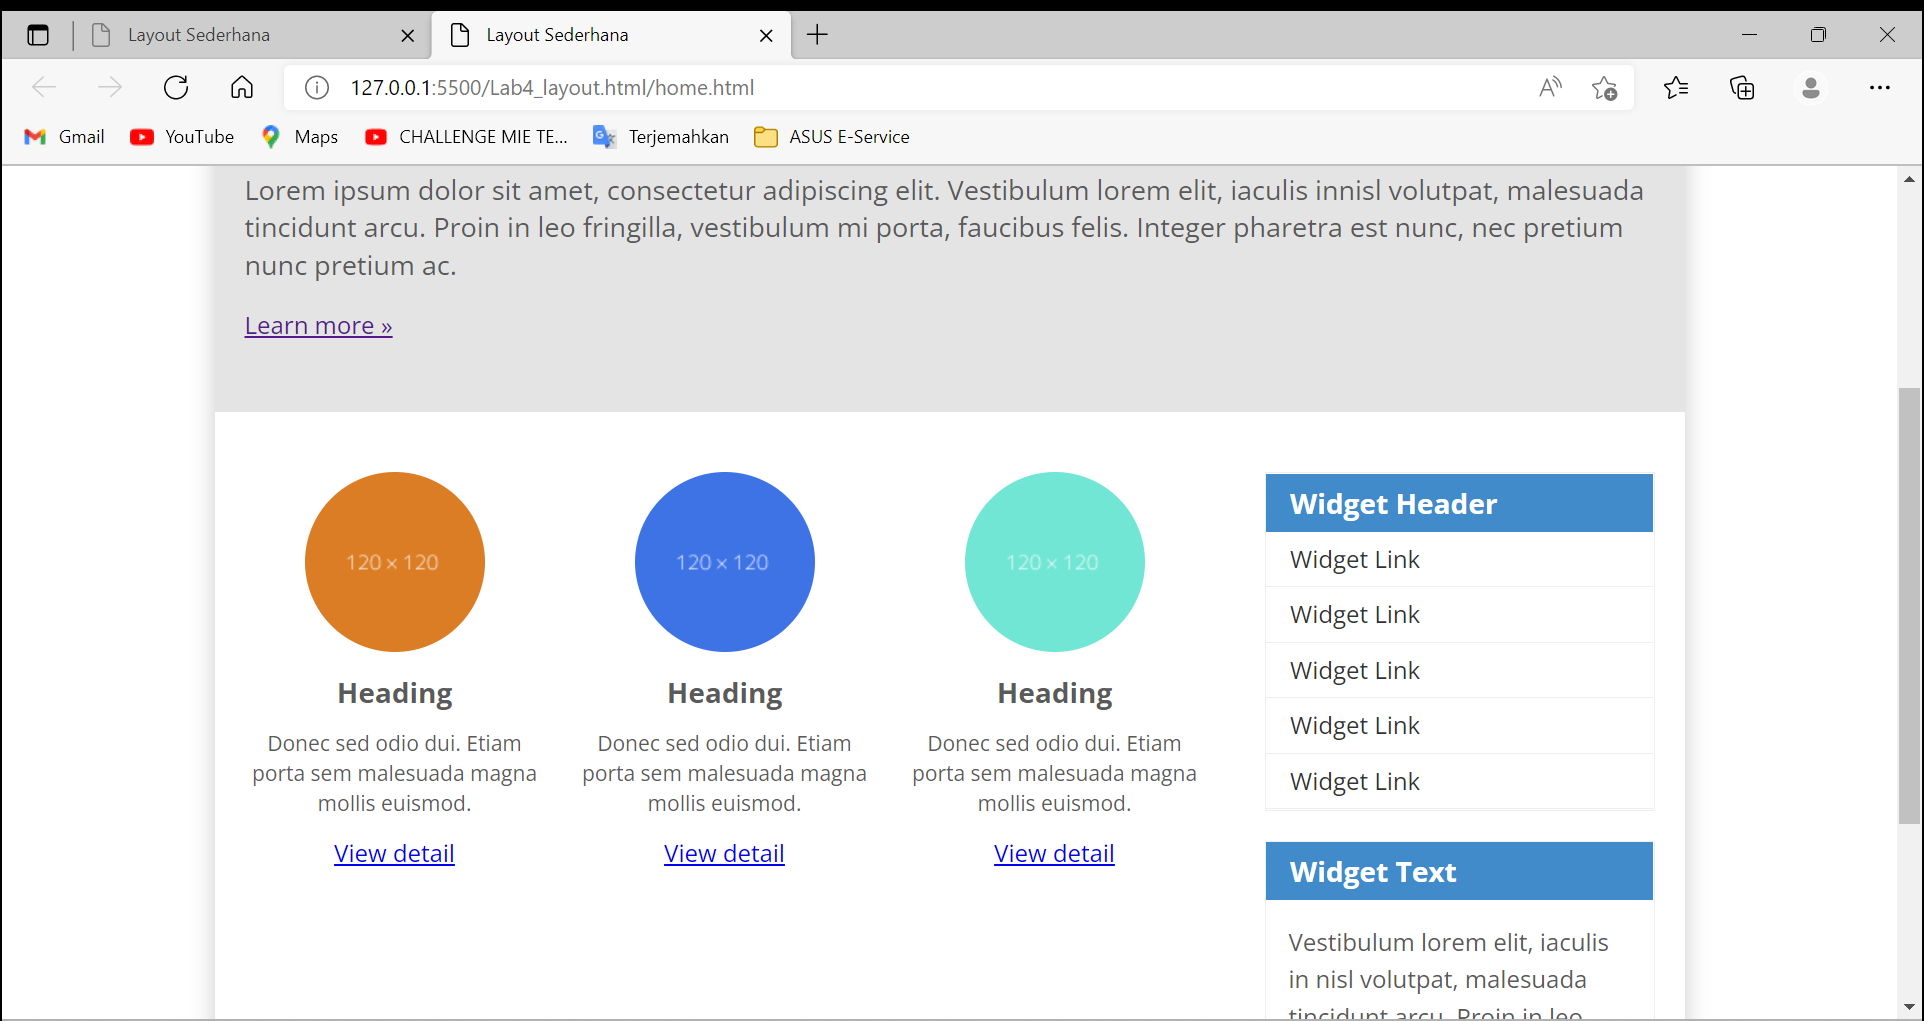 Layout Sederhana
Layout Sederhana
127.0.0.1:5500/Lab4_layout.html/home.html
Gmail
YouTube
Maps
CHALLENGE MIE TE...
Terjemahkan
ASUS E-Service
Lorem ipsum dolor sit amet, consectetur adipiscing elit. Vestibulum lorem elit, iaculis innisl volutpat, malesuada
tincidunt arcu. Proin in leo fringilla, vestibulum mi porta, faucibus felis. Integer pharetra est nunc, nec pretium
nunc pretium ac.
Learn more »
120 × 120
Heading
Donec sed odio dui. Etiam
porta sem malesuada magna
mollis euismod.
View detail
120 × 120
Heading
Donec sed odio dui. Etiam
porta sem malesuada magna
mollis euismod.
View detail
120 × 120
Heading
Donec sed odio dui. Etiam
porta sem malesuada magna
mollis euismod.
View detail
Widget Header
Widget Link
Widget Link
Widget Link
Widget Link
Widget Link
Widget Text
Vestibulum lorem elit, iaculis
in nisl volutpat, malesuada
tincidunt arcu. Proin in leo